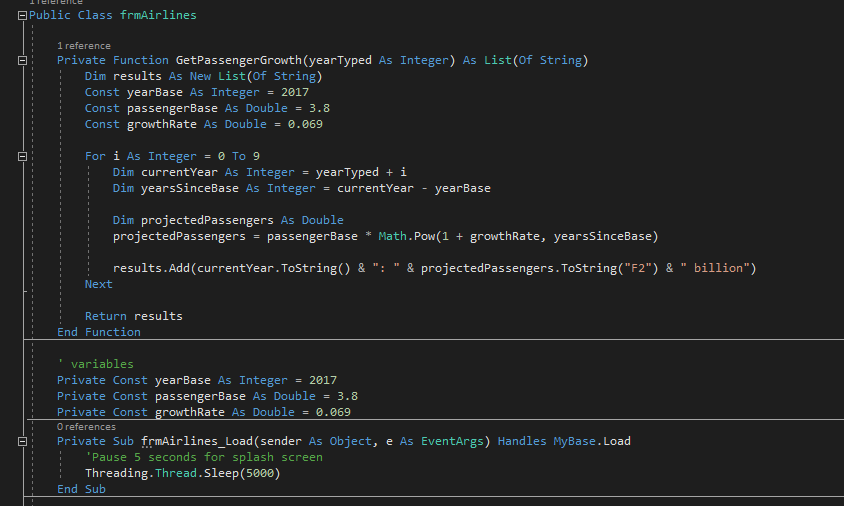 1 reference
Public Class frmAirlines
1 reference
Private Function GetPassengerGrowth(yearTyped As Integer) As List(Of String)
Dim results As New List(Of String)
Const yearBase As Integer = 2017
Const passengerBase As Double = 3.8
Const growthRate As Double = 0.069
For i As Integer = 0 To 9
Dim currentYear As Integer = yearTyped + i
Dim yearsSinceBase As Integer = currentYear - yearBase
Dim projectedPassengers As Double
projectedPassengers = passengerBase * Math.Pow(1 + growthRate, yearsSinceBase)
results.Add(currentYear.ToString() & ": " & projectedPassengers.ToString("F2") & " billion")
Next
Return results
End Function
' variables
Private Const yearBase As Integer = 2017
Private Const passengerBase As Double = 3.8
Private Const growthRate As Double = 0.069
0 references
Private Sub frmAirlines_Load(sender As Object, e As EventArgs) Handles MyBase.Load
'Pause 5 seconds for splash screen
Threading.Thread.Sleep(5000)
End Sub